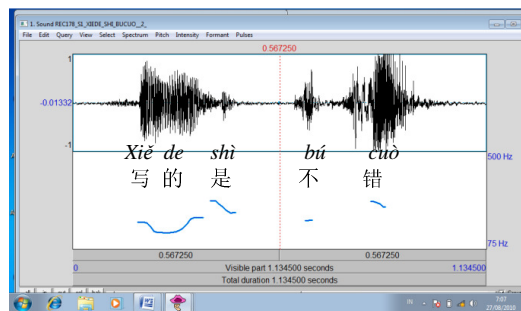 1. Sound REC178_S1_XIEDE_SHI_BUCUO__2_
File Edit Query View Select Spectrum Pitch Intensity Formant Pulses
0.567250
1
-0.01332
-1
Xiě de shì bú cuò
写 的 是 不 错
500 Hz
75 Hz
0.567250 0.567250
0 Visible part 1.134500 seconds 1.134500
Total duration 1.134500 seconds
IN 7:07
27/08/2010